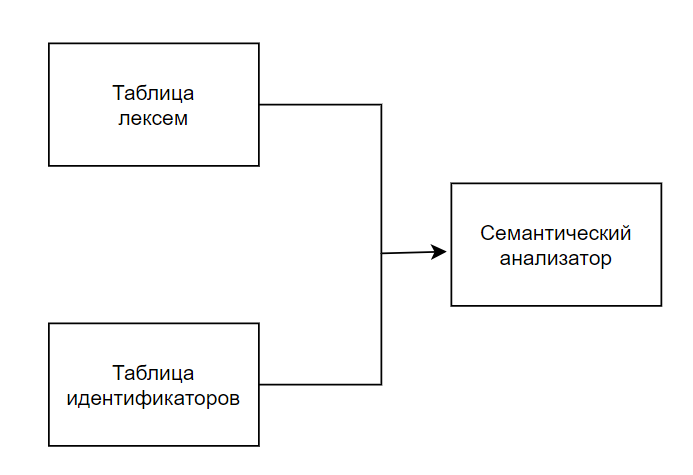 Таблица
лексем
Семантический
анализатор
Таблица
идентификаторов